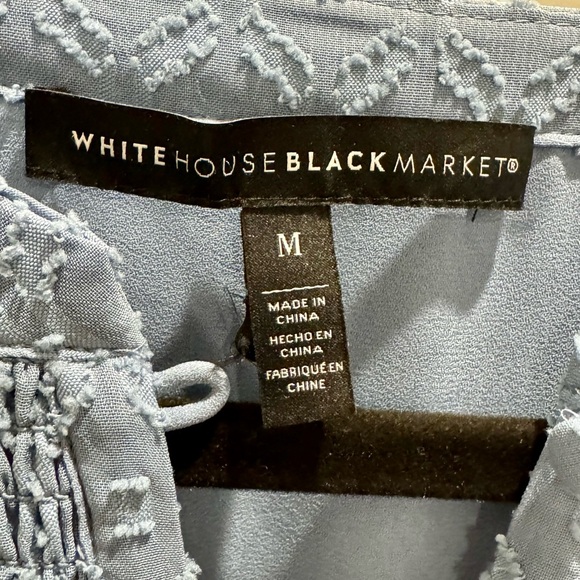 WHITE HOUSE BLACK MARKET®
M
MADE IN
CHINA
HECHO EN
CHINA
FABRIQUÉ EN
CHINE